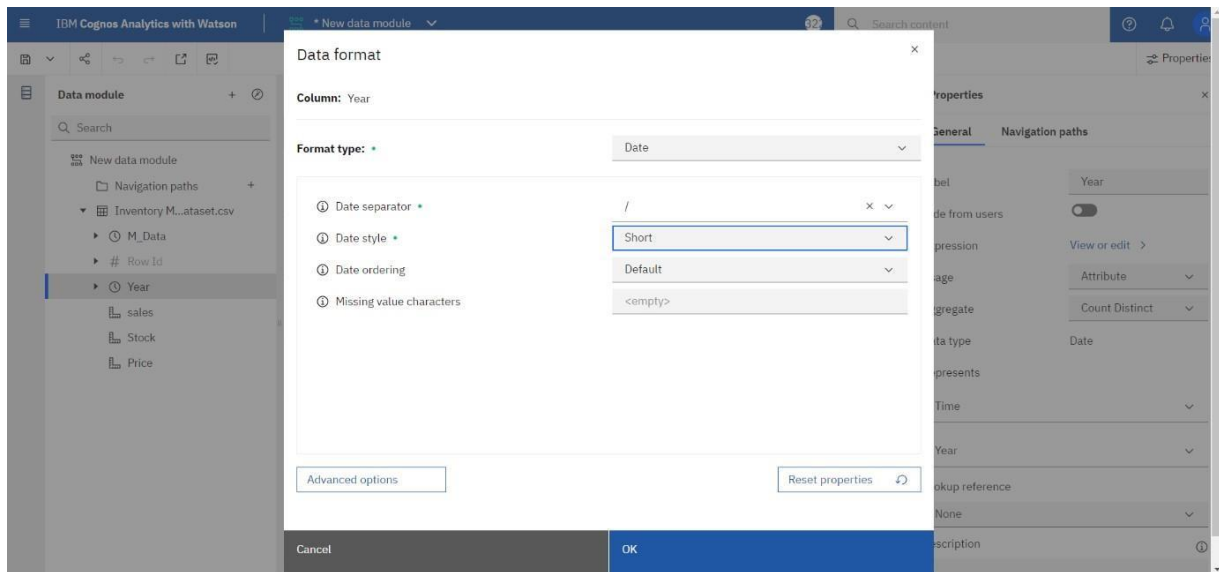 IBM Cognos Analytics with Watson
* New data module
Search content
Propertie
Data format
Data module
Column: Year
Properties
Search
General Navigation paths
Format type: Date
New data module
Navigation paths
bel Year
Date separator /
Inventory M...ataset.csv
de from users
M_Data
Date style Short
pression View or edit
Row Id
Date ordering Default
age Attribute
Year
Missing value characters <empty>
gregate Count Distinct
sales
Stock
ta type Date
Price
presents
Time
Year
Advanced options
Reset properties
okup reference
None
Cancel
OK
scription